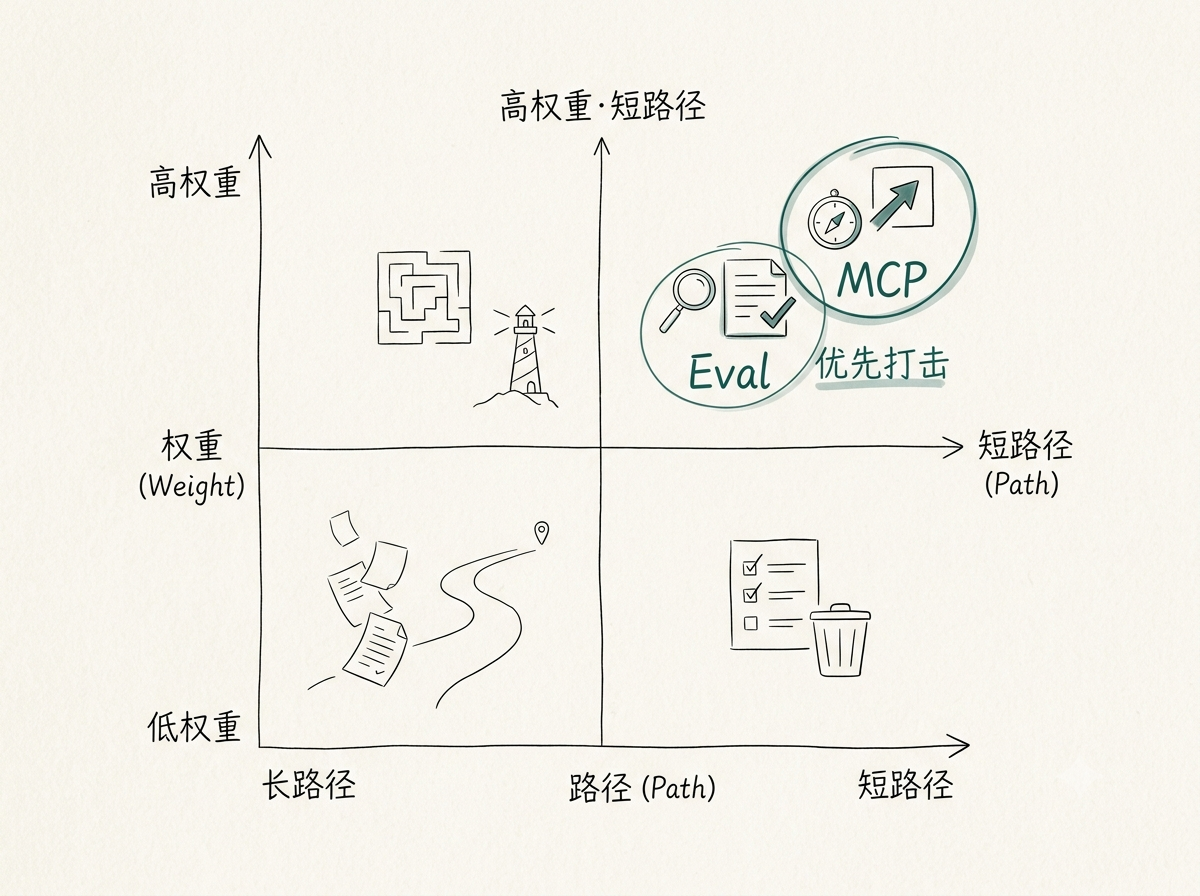 高权重·短路径
高权重
MCP
Eval
优先打击
权重
(Weight)
短路径
(Path)
低权重
长路径
路径 (Path)
短路径